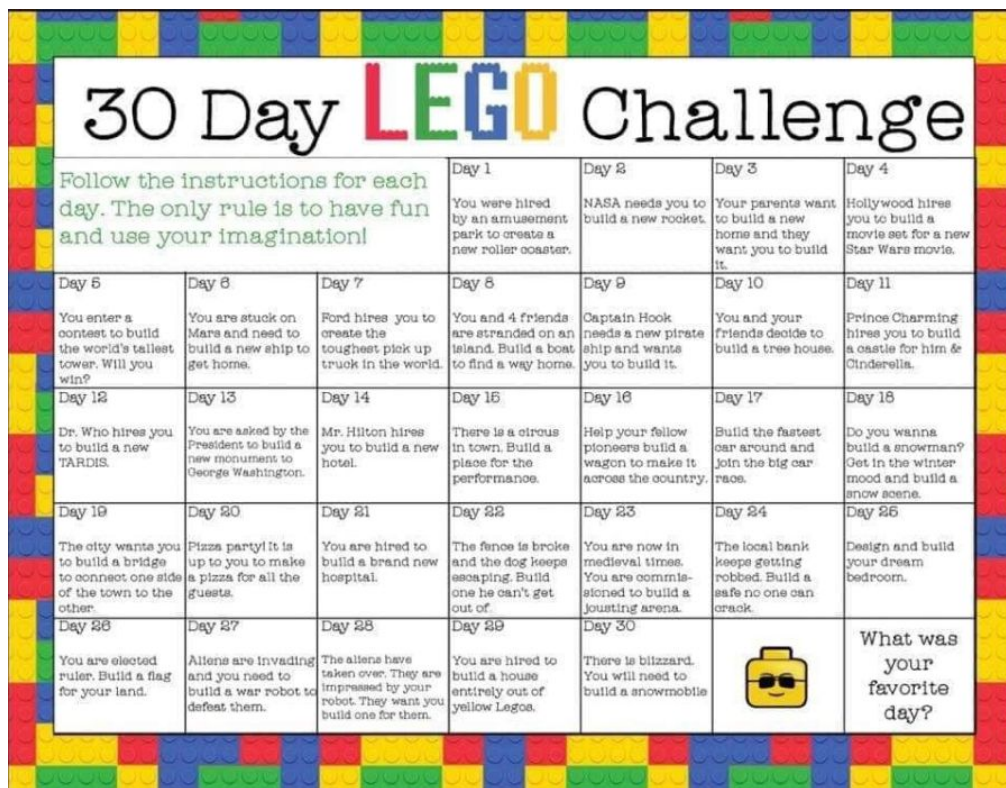 30 Day LEGO Challenge
Follow the instructions for each
day. The only rule is to have fun
and use your imagination!
Day 1
You were hired
by an amusement
park to create a
new roller coaster.
Day 2
NASA needs you to
build a new rocket.
Day 3
Your parents want
to build a new
home and they
want you to build
it.
Day 4
Hollywood hires
you to build a
movie set for a new
Star Wars movie.
Day 5
You enter a
contest to build
the world's tallest
tower. Will you
win?
Day 6
You are stuck on
Mars and need to
build a new ship to
get home.
Day 7
Ford hires you to
create the
toughest pick up
truck in the world.
Day 8
You and 4 friends
are stranded on an
island. Build a boat
to find a way home.
Day 9
Captain Hook
needs a new pirate
ship and wants
you to build it.
Day 10
You and your
friends decide to
build a tree house.
Day 11
Prince Charming
hires you to build
a castle for him &
Cinderella.
Day 12
Dr. Who hires you
to build a new
TARDIS.
Day 13
You are asked by the
President to build a
new monument to
George Washington.
Day 14
Mr. Hilton hires
you to build a new
hotel.
Day 15
There is a circus
in town. Build a
place for the
performance.
Day 16
Help your fellow
pioneers build a
wagon to make it
across the country.
Day 17
Build the fastest
car around and
join the big car
race.
Day 18
Do you wanna
build a snowman?
Get in the winter
mood and build a
snow scene.
Day 19
The city wants you
to build a bridge
to connect one side
of the town to the
other.
Day 20
Pizza party! It is
up to you to make
a pizza for all the
guests.
Day 21
You are hired to
build a brand new
hospital.
Day 22
The fence is broke
and the dog keeps
escaping. Build
one he can't get
out of.
Day 23
You are now in
medieval times.
You are commis-
sioned to build a
jousting arena.
Day 24
The local bank
keeps getting
robbed. Build a
safe no one can
crack.
Day 25
Design and build
your dream
bedroom.
Day 26
You are elected
ruler. Build a flag
for your land.
Day 27
Aliens are invading
and you need to
build a war robot to
defeat them.
Day 28
The aliens have
taken over. They are
impressed by your
robot. They want you
build one for them.
Day 29
You are hired to
build a house
entirely out of
yellow Legos.
Day 30
There is blizzard.
You will need to
build a snowmobile
What was
your
favorite
day?